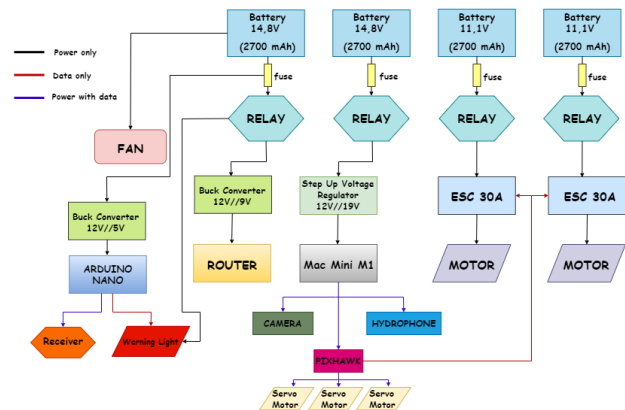 Battery
14,8V
(2700 mAh)
Battery
14,8V
(2700 mAh)
Battery
11,1V
(2700 mAh)
Battery
11,1V
(2700 mAh)
Power only
Data only
Power with data
fuse
fuse
fuse
fuse
RELAY
RELAY
RELAY
RELAY
FAN
Buck Converter
12V//9V
Step Up Voltage
Regulator
12V//19V
ESC 30A
ESC 30A
Buck Converter
12V//5V
ROUTER
Mac Mini M1
MOTOR
MOTOR
ARDUINO
NANO
CAMERA
HYDROPHONE
Receiver
Warning Light
PIXHAWK
Servo
Motor
Servo
Motor
Servo
Motor